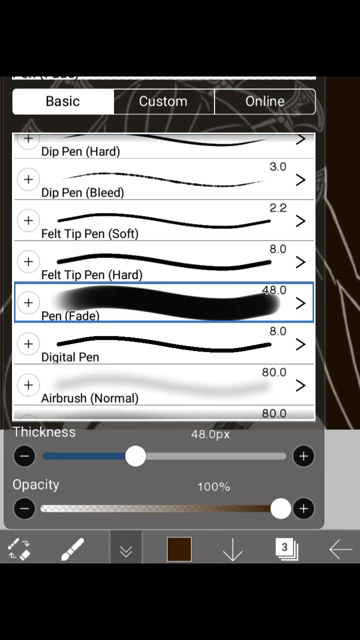 Pen (Fade)
Basic Custom Online
Dip Pen (Hard)
3.0
Dip Pen (Bleed)
2.2
Felt Tip Pen (Soft)
8.0
Felt Tip Pen (Hard)
48.0
Pen (Fade)
8.0
Digital Pen
80.0
Airbrush (Normal)
80.0
Thickness 48.0px
Opacity 100%
3